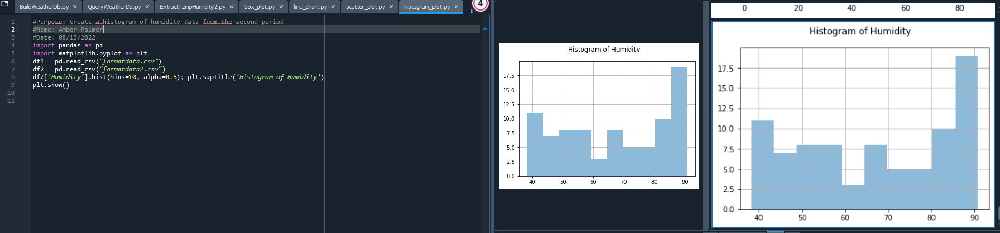 BuildWeatherDb.py × QueryWeatherDb.py × ExtractTempHumidity2.py × box_plot.py × line_chart.py × scatter_plot.py × histogram_plot.py × 4
1 #Purpose: Create a histogram of humidity data from the second period
2 #Name: Amber Palmer
3 #Date: 08/13/2022
4 import pandas as pd
5 import matplotlib.pyplot as plt
6 df1 = pd.read_csv("formatdata.csv")
7 df2 = pd.read_csv("formatdata2.csv")
8 df2['Humidity'].hist(bins=10, alpha=0.5); plt.suptitle('Histogram of Humidity')
9 plt.show()
10
11
Histogram of Humidity
17.5
15.0
12.5
10.0
7.5
5.0
2.5
0.0
40 50 60 70 80 90
0 20 40 60 80
Histogram of Humidity
17.5
15.0
12.5
10.0
7.5
5.0
2.5
0.0
40 50 60 70 80 90